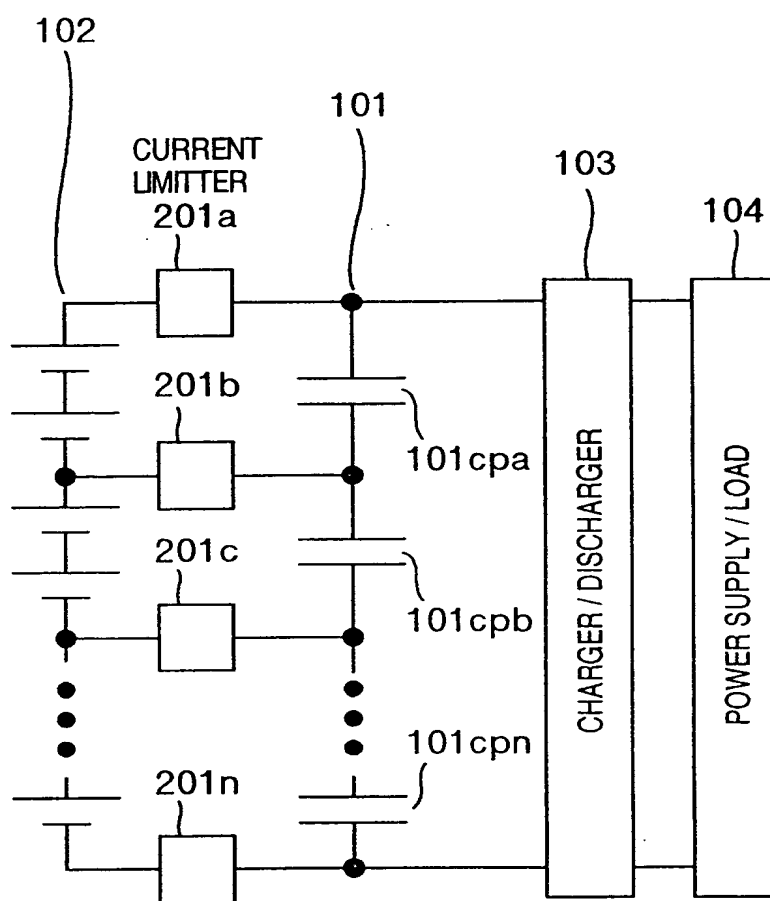 102
101
CURRENT
LIMITTER
201a
103
104
201b
101cpa
201c
101cpb
CHARGER / DISCHARGER
POWER SUPPLY / LOAD
101cpn
201n